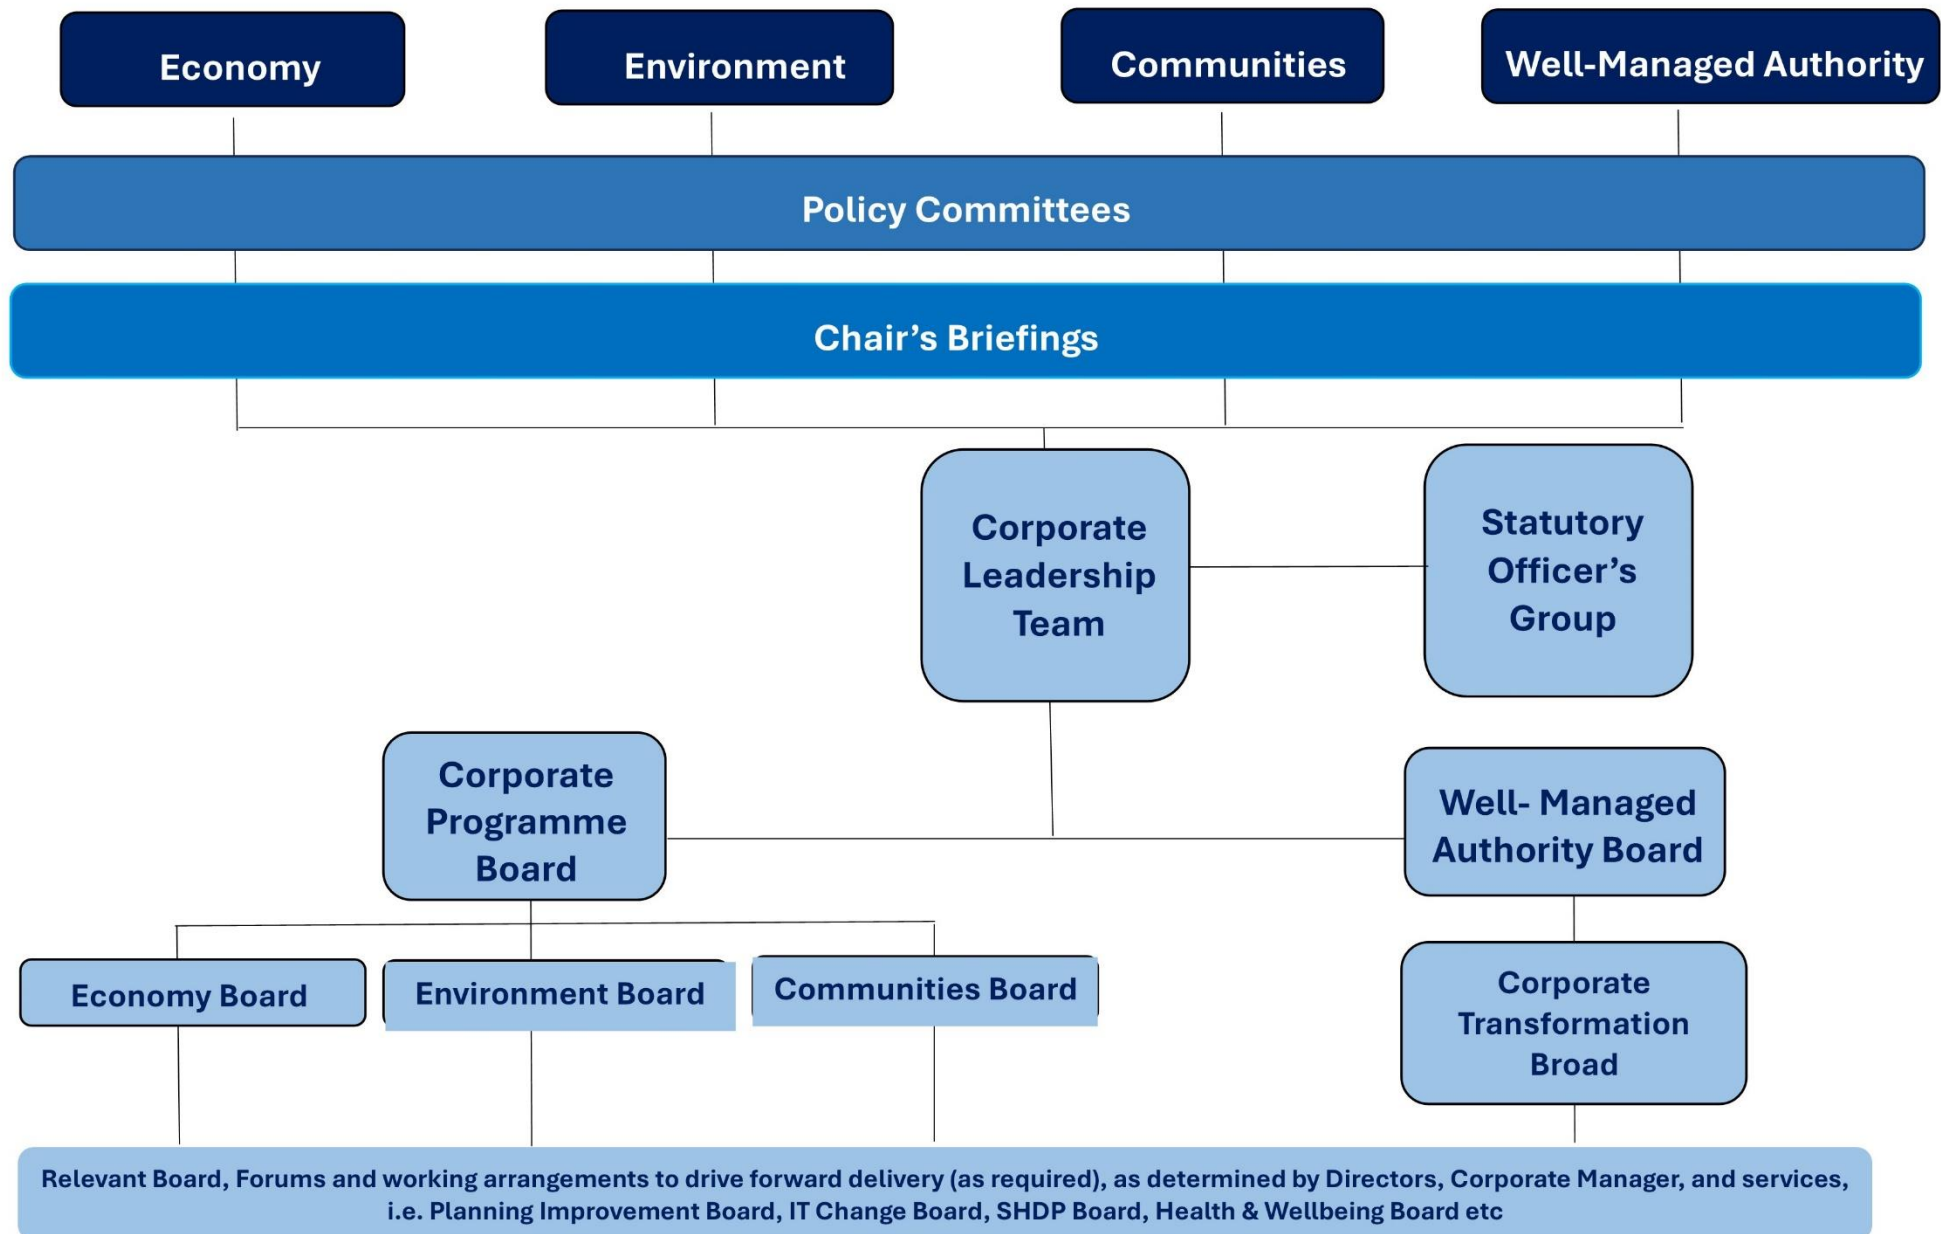 Economy
Environment
Communities
Well-Managed Authority
Policy Committees
Chair’s Briefings
Corporate
Leadership
Team
Statutory
Officer’s
Group
Corporate
Programme
Board
Well- Managed
Authority Board
Economy Board
Environment Board
Communities Board
Corporate
Transformation
Broad
Relevant Board, Forums and working arrangements to drive forward delivery (as required), as determined by Directors, Corporate Manager, and services,
i.e. Planning Improvement Board, IT Change Board, SHDP Board, Health & Wellbeing Board etc